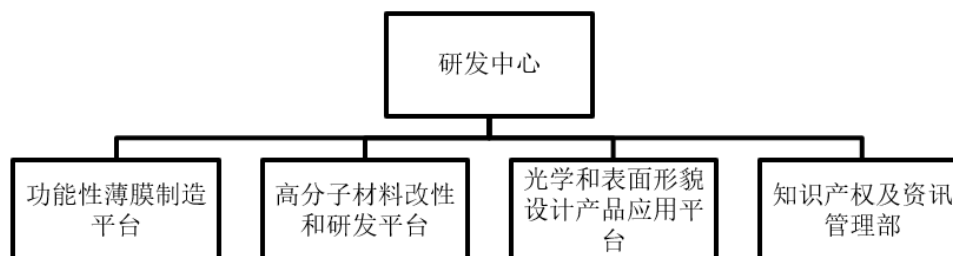 研发中心
功能性薄膜制造
平台
高分子材料改性
和研发平台
光学和表面形貌
设计产品应用平
台
知识产权及资讯
管理部